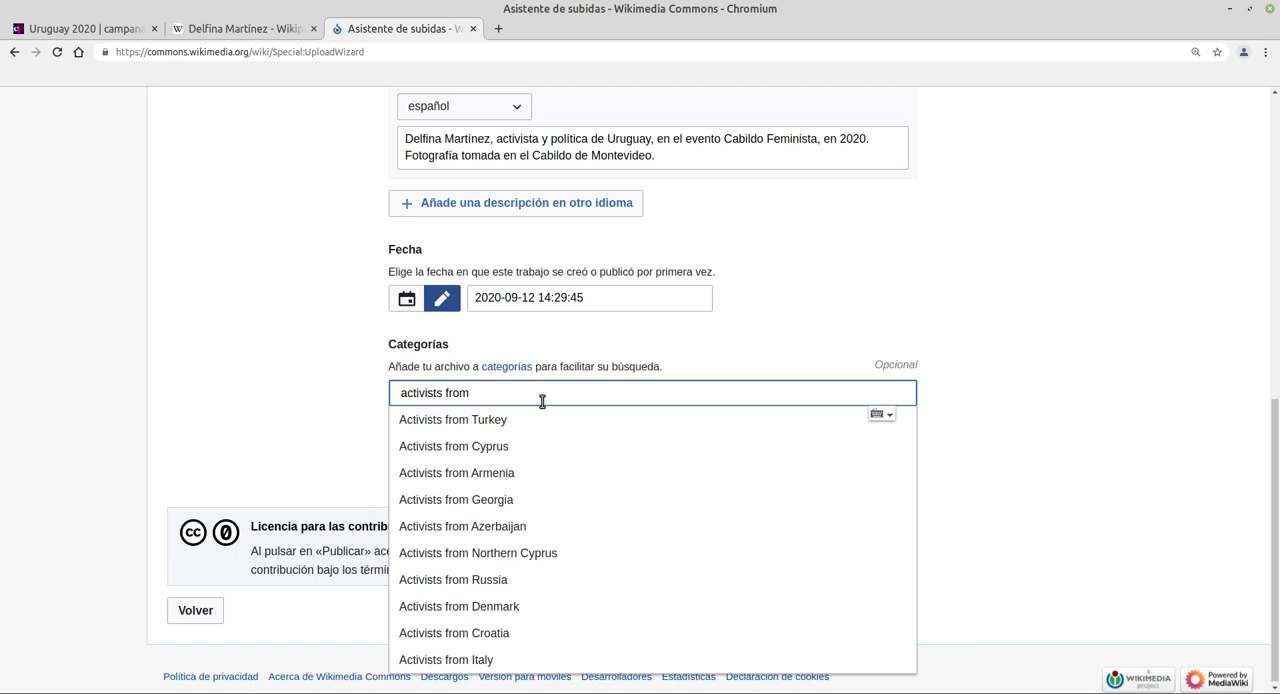 Asistente de subidas - Wikimedia Commons - Chromium
Uruguay 2020 | campana
Delfina Martínez - Wikip
Asistente de subidas - W
https://commons.wikimedia.org/wiki/Special:UploadWizard
español
Delfina Martínez, activista y política de Uruguay, en el evento Cabildo Feminista, en 2020.
Fotografía tomada en el Cabildo de Montevideo.
+ Añade una descripción en otro idioma
Fecha
Elige la fecha en que este trabajo se creó o publicó por primera vez.
2020-09-12 14:29:45
Categorías
Añade tu archivo a categorías para facilitar su búsqueda.
Opcional
activists from
Activists from Turkey
Activists from Cyprus
Activists from Armenia
Activists from Georgia
Activists from Azerbaijan
Activists from Northern Cyprus
Activists from Russia
Activists from Denmark
Activists from Croatia
Activists from Italy
Licencia para las contrib
Al pulsar en «Publicar» ace
contribución bajo los térmi
Volver
Política de privacidad Acerca de Wikimedia Commons Descargos Versión para móviles Desarrolladores Estadísticas Declaración de cookies
WIKIMEDIA
project
Powered by
MediaWiki